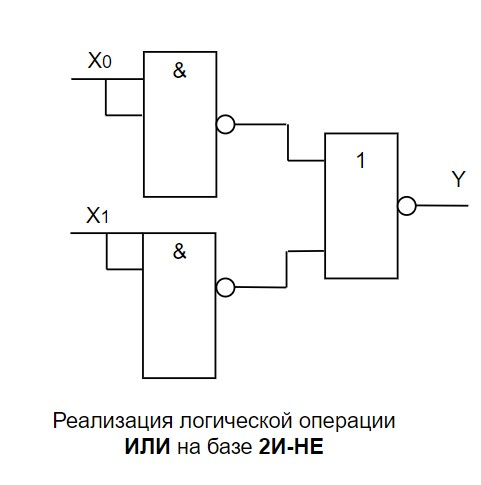 X0
&
1
Y
X1
&
Реализация логической операции
ИЛИ на базе 2И-НЕ